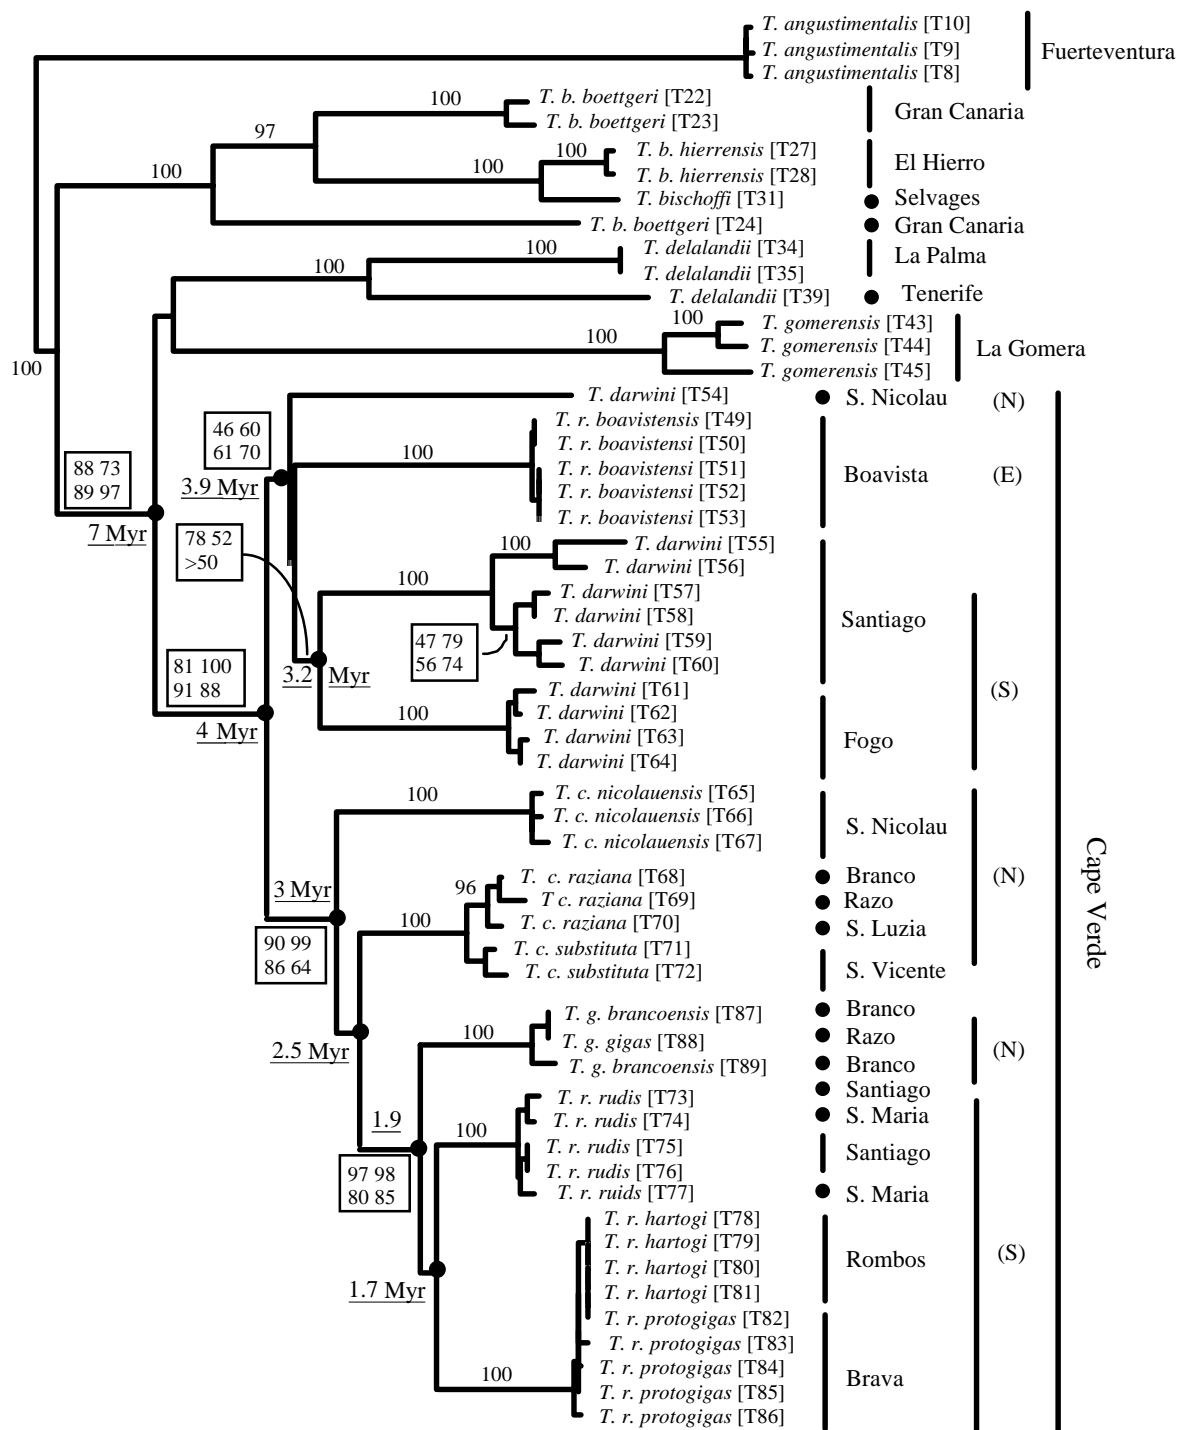 T. angustimentalis [T10]
T. angustimentalis [T9]
T. angustimentalis [T8]
Fuerteventura
100
T. b. boettgeri [T22]
T. b. boettgeri [T23]
Gran Canaria
97
100
T. b. hierrensis [T27]
T. b. hierrensis [T28]
El Hierro
100
T. bischoffi [T31]
Selvages
T. b. boettgeri [T24]
Gran Canaria
100
T. delalandii [T34]
T. delalandii [T35]
La Palma
100
T. delalandii [T39]
Tenerife
100
T. gomerensis [T43]
T. gomerensis [T44]
T. gomerensis [T45]
La Gomera
100
100
T. darwini [T54]
S. Nicolau
(N)
46 60
61 70
3.9 Myr
T. r. boavistensis [T49]
T. r. boavistensi [T50]
T. r. boavistensi [T51]
T. r. boavistensi [T52]
T. r. boavistensi [T53]
Boavista
(E)
100
88 73
89 97
7 Myr
78 52
>50
100
T. darwini [T55]
T. darwini [T56]
100
T. darwini [T57]
T. darwini [T58]
T. darwini [T59]
T. darwini [T60]
Santiago
47 79
56 74
3.2 Myr
81 100
91 88
4 Myr
(S)
T. darwini [T61]
T. darwini [T62]
T. darwini [T63]
T. darwini [T64]
100
Fogo
100
T. c. nicolauensis [T65]
T. c. nicolauensis [T66]
T. c. nicolauensis [T67]
S. Nicolau
Cape Verde
3 Myr
96
T. c. raziana [T68]
Branco
(N)
T c. raziana [T69]
Razo
T. c. raziana [T70]
S. Luzia
100
T. c. substituta [T71]
T. c. substituta [T72]
S. Vicente
90 99
86 64
2.5 Myr
T. g. brancoensis [T87]
Branco
T. g. gigas [T88]
Razo
T. g. brancoensis [T89]
Branco
100
(N)
Santiago
1.9
T. r. rudis [T73]
T. r. rudis [T74]
S. Maria
100
T. r. rudis [T75]
T. r. rudis [T76]
Santiago
T. r. ruids [T77]
S. Maria
97 98
80 85
T. r. hartogi [T78]
T. r. hartogi [T79]
T. r. hartogi [T80]
T. r. hartogi [T81]
Rombos
(S)
1.7 Myr
T. r. protogigas [T82]
T. r. protogigas [T83]
T. r. protogigas [T84]
T. r. protogigas [T85]
T. r. protogigas [T86]
Brava
100